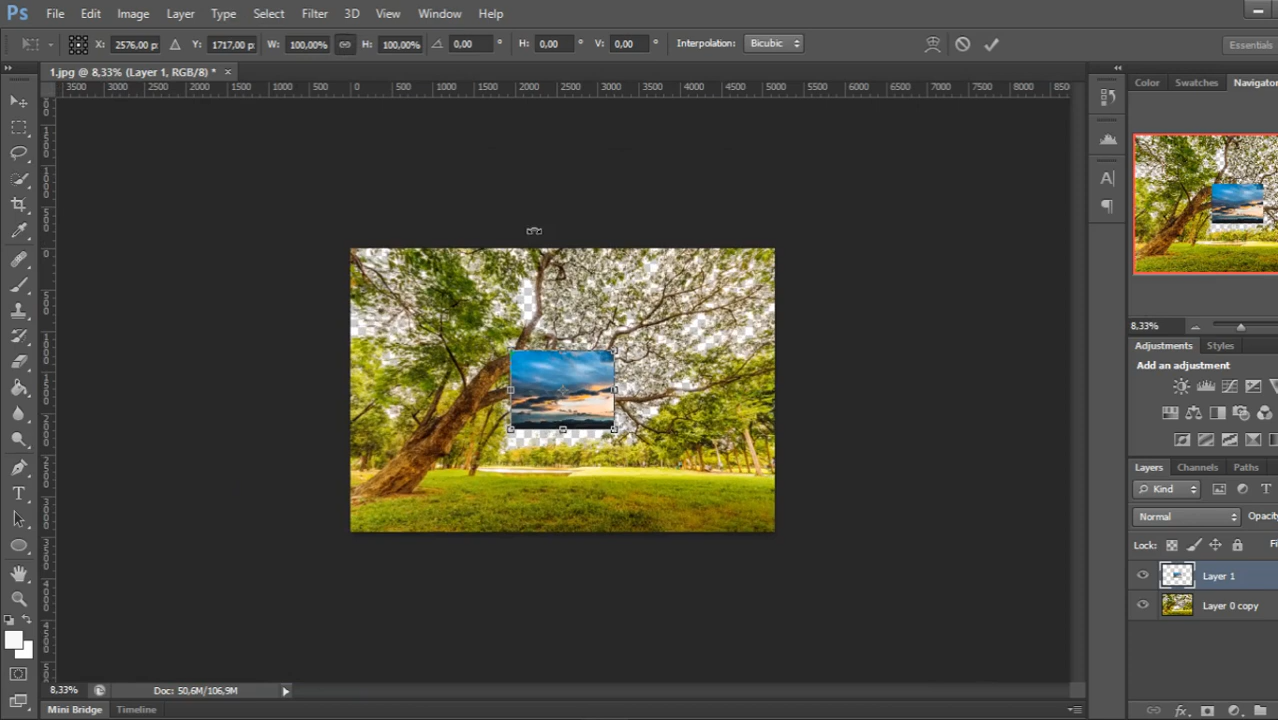 Ps File Edit Image Layer Type Select Filter 3D View Window Help
X: 2576,00 p: Y: 1717,00 p: W: 100,00% H: 100,00% 0,00 ° H: 0,00 ° V: 0,00 ° Interpolation: Bicubic Essentials
1.jpg @ 8,33% (Layer 1, RGB/8) * ×
3500 3000 2500 2000 1500 1000 500 0 500 1000 1500 2000 2500 3000 3500 4000 4500 5000 5500 6000 6500 7000 7500 8000 850
Color Swatches Navigator
8,33%
Adjustments Styles
Add an adjustment
Layers Channels Paths
Kind T
Normal Opacity
Lock: Fi
Layer 1
Layer 0 copy
fx
8,33% Doc: 50,6M/106,9M
Mini Bridge Timeline